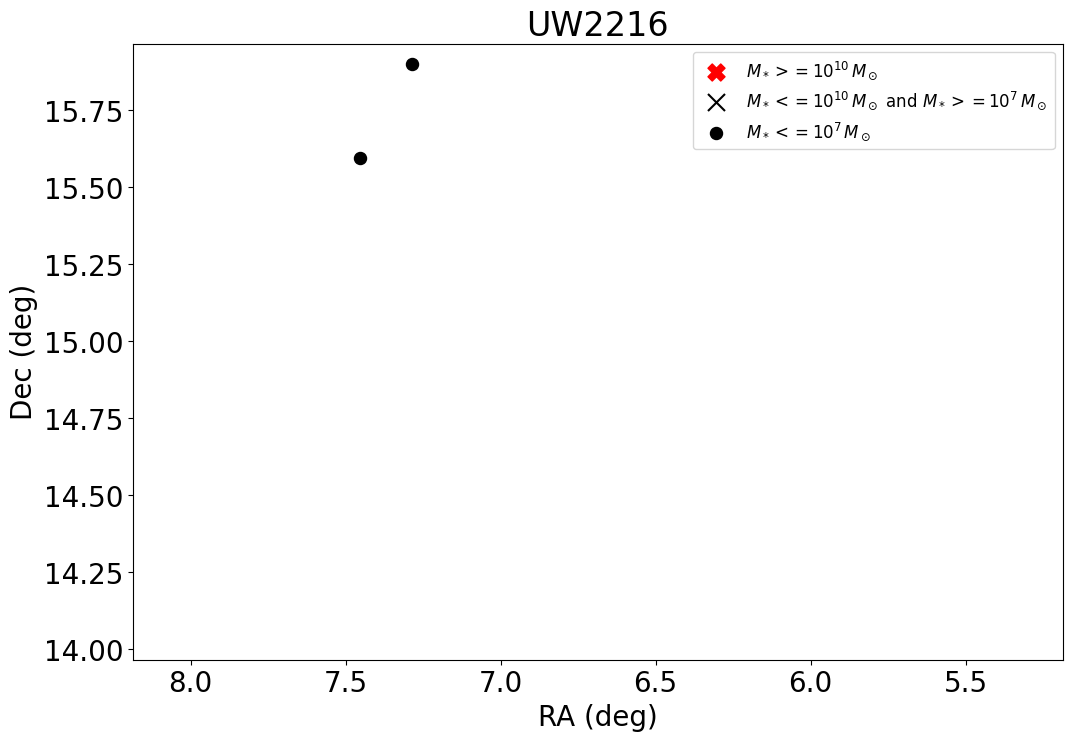 UW2216
M* >= 10^10 M⊙
M* <= 10^10 M⊙ and M* >= 10^7 M⊙
M* <= 10^7 M⊙
Dec (deg)
15.75
15.50
15.25
15.00
14.75
14.50
14.25
14.00
8.0 7.5 7.0 6.5 6.0 5.5
RA (deg)